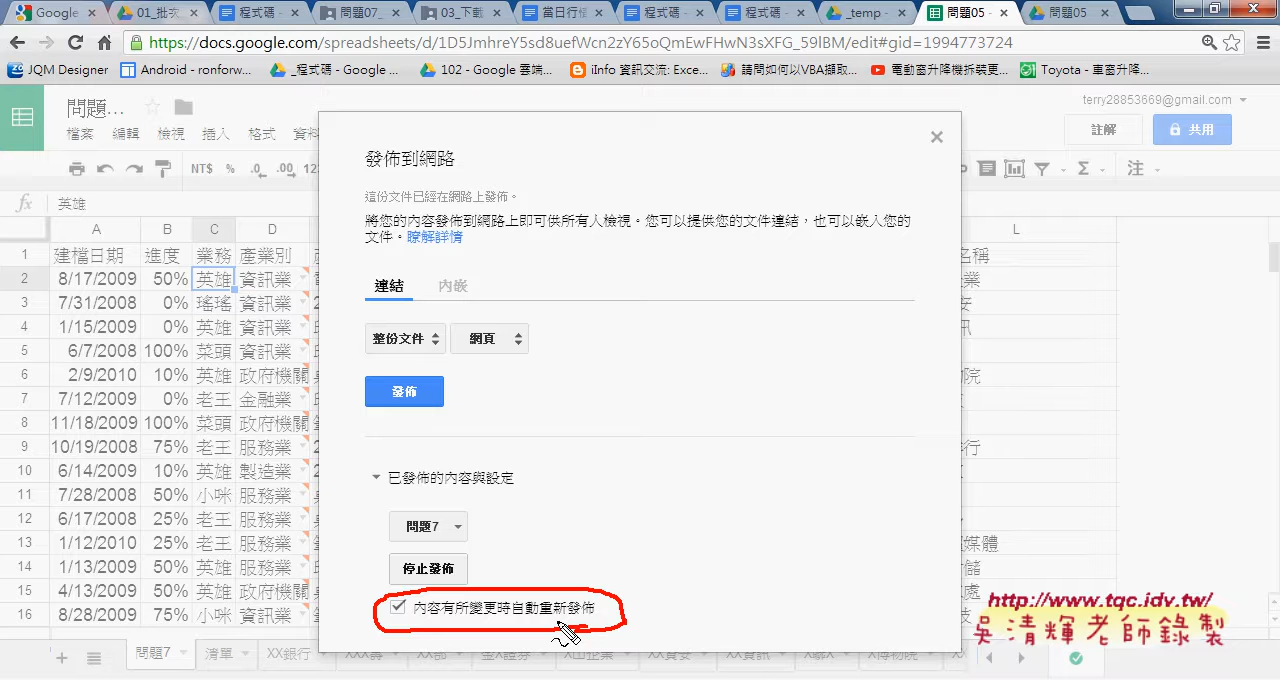 Google
01_批次
程式碼 -
問題07_
03_下載
當日行情
程式碼 -
程式碼 -
_temp -
問題05 -
問題05
https://docs.google.com/spreadsheets/d/1D5JmhreY5sd8uefWcn2zY65oQmEwFHwN3sXFG_59lBM/edit#gid=1994773724
JQM Designer
Android - ronforw...
_程式碼 - Google ...
102 - Google 雲端...
iInfo 資訊交流: Exce...
請問如何以VBA擷取...
電動窗升降機拆裝更...
Toyota - 車窗升降...
問題...
terry28853669@gmail.com
檔案 編輯 檢視 插入 格式 資料
註解
共用
NT$ % .0 .00 123
Σ 注
fx 英雄
A B C D L
1 建檔日期 進度 業務 產業別 名稱
2 8/17/2009 50% 英雄 資訊業 業
3 7/31/2008 0% 瑤瑤 資訊業
4 1/15/2009 0% 英雄 資訊業
5 6/7/2008 100% 菜頭 資訊業
6 2/9/2010 10% 英雄 政府機關 院
7 7/12/2009 0% 老王 金融業
8 11/18/2009 100% 菜頭 政府機關
9 10/19/2008 75% 老王 服務業 行
10 6/14/2009 10% 英雄 製造業
11 7/28/2008 50% 小咪 服務業
12 6/17/2008 25% 老王 服務業
13 1/12/2010 25% 老王 服務業 媒體
14 1/13/2009 50% 英雄 服務業 儲
15 4/13/2009 50% 英雄 政府機關 處
16 8/28/2009 75% 小咪 資訊業 技
發佈到網路
這份文件已經在網路上發佈。
將您的內容發佈到網路上即可供所有人檢視。您可以提供您的文件連結，也可以嵌入您的
文件。瞭解詳情
連結 內嵌
整份文件 網頁
發佈
已發佈的內容與設定
問題7
停止發佈
內容有所變更時自動重新發佈
http://www.tqc.idv.tw/
吳清輝老師錄製
問題7 清單 XX銀行